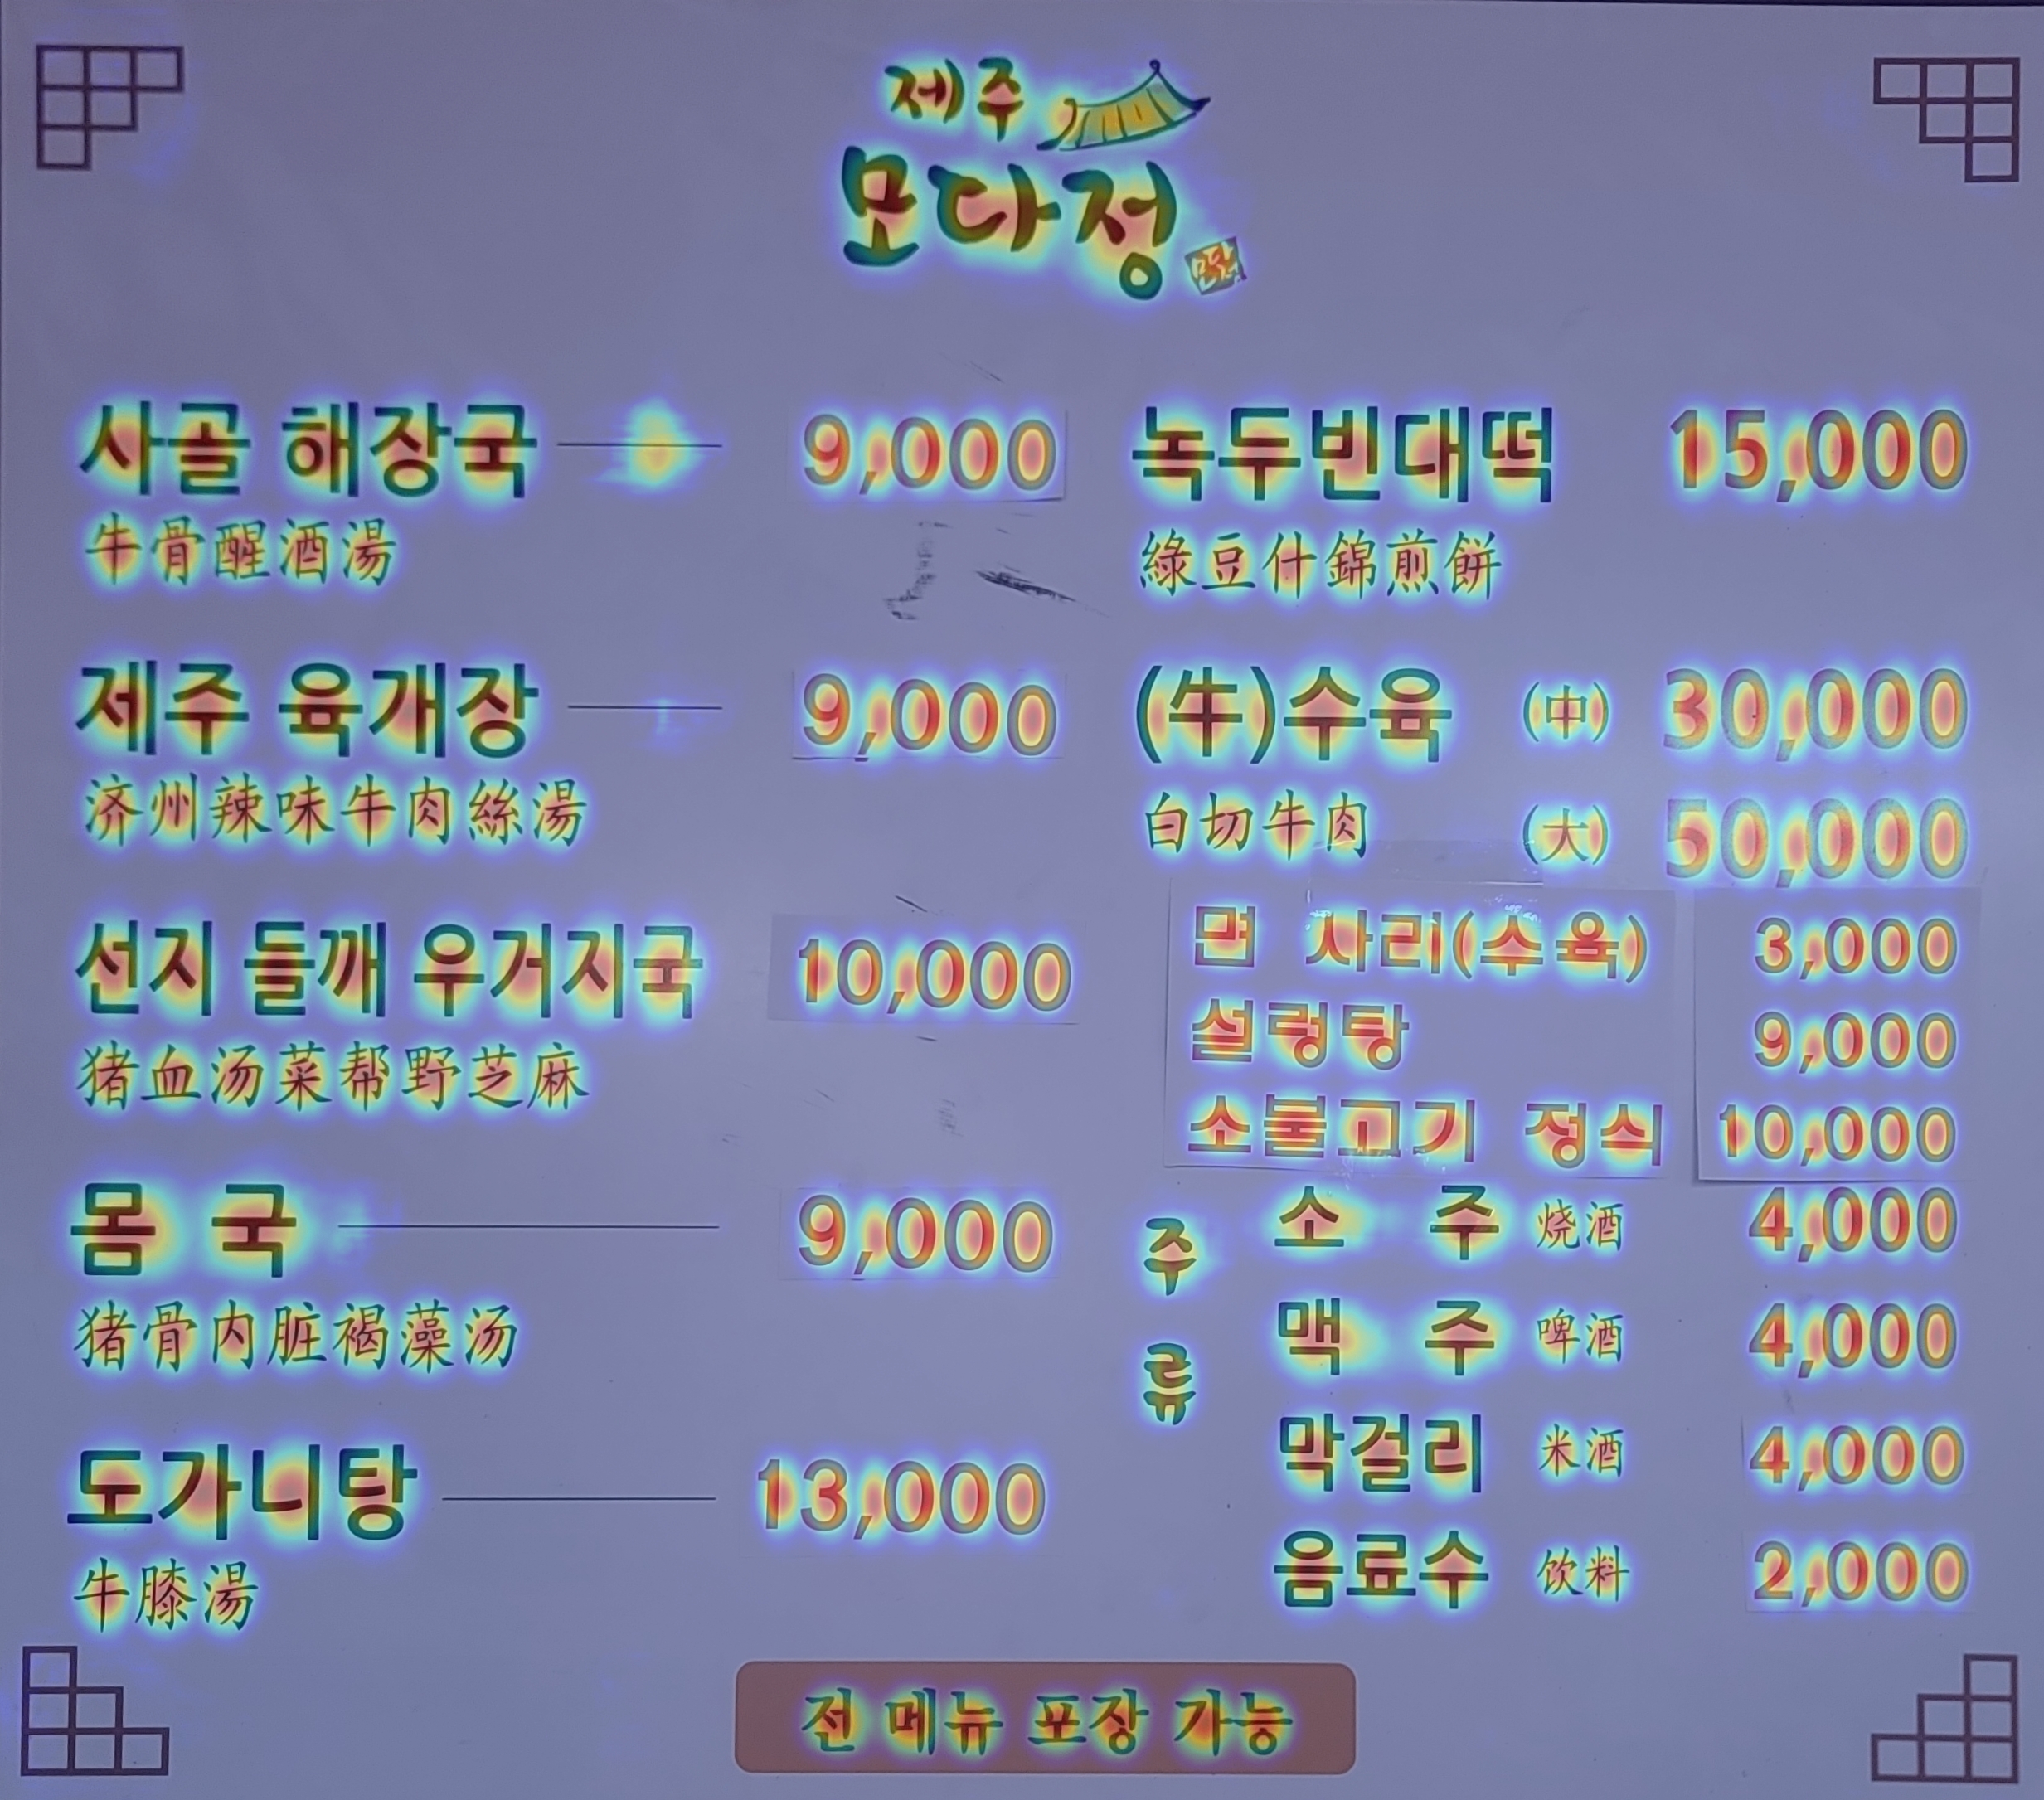 제주
모다정
모다정
사골 해장국 9,000
牛骨醒酒湯
제주 육개장 9,000
济州辣味牛肉絲湯
선지 들깨 우거지국 10,000
猪血汤菜帮野芝麻
몸 국 9,000
猪骨内脏褐藻汤
도가니탕 13,000
牛膝湯
녹두빈대떡 15,000
綠豆什錦煎餅
(牛)수육 (中) 30,000
白切牛肉 (大) 50,000
면 사리(수육) 3,000
설렁탕 9,000
소불고기 정식 10,000
주류
소 주 烧酒 4,000
맥 주 啤酒 4,000
막걸리 米酒 4,000
음료수 饮料 2,000
전 메뉴 포장 가능